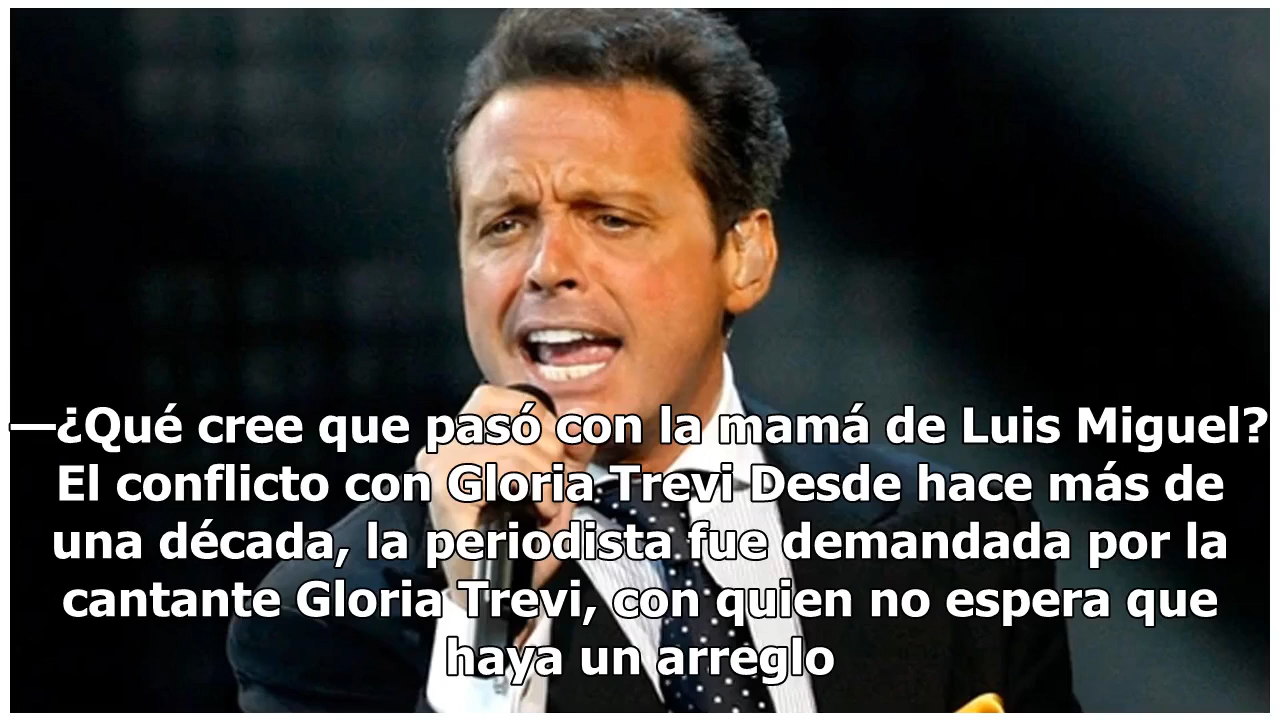 —¿Qué cree que pasó con la mamá de Luis Miguel?
El conflicto con Gloria Trevi Desde hace más de
una década, la periodista fue demandada por la
cantante Gloria Trevi, con quien no espera que
haya un arreglo